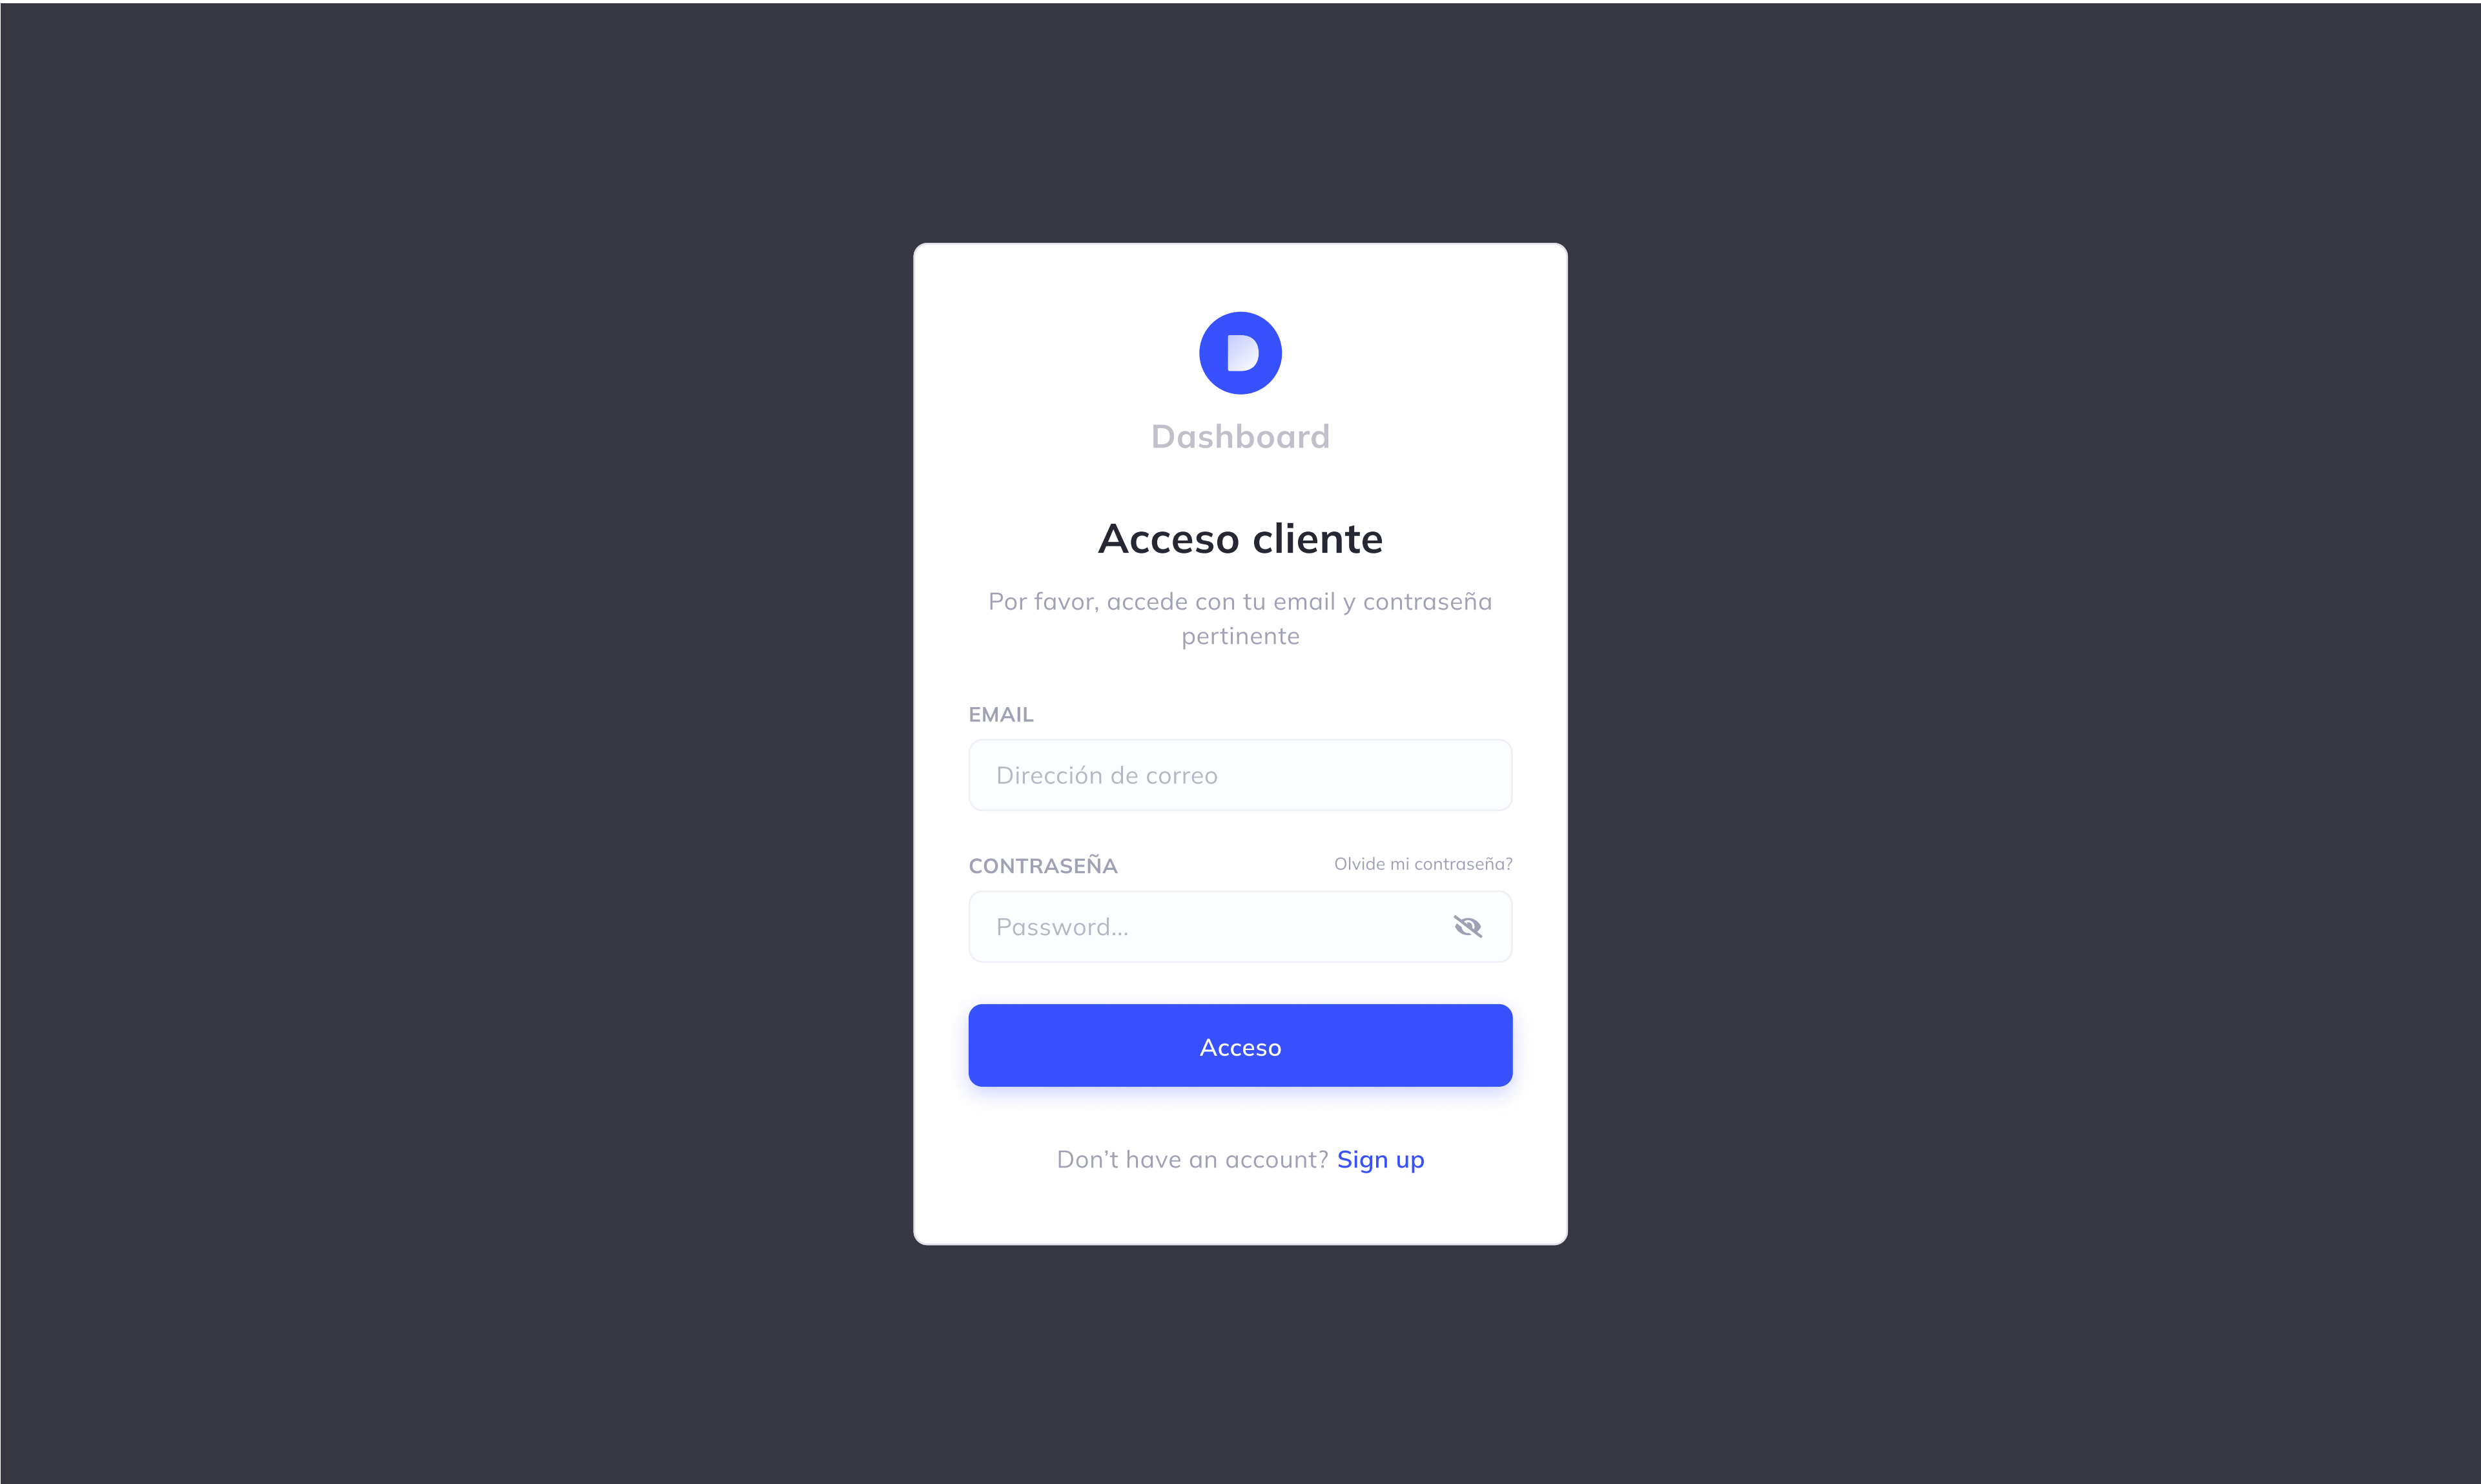 D
Dashboard
Acceso cliente
Por favor, accede con tu email y contraseña
pertinente
EMAIL
Dirección de correo
CONTRASEÑA
Olvide mi contraseña?
Password...
Acceso
Don’t have an account? Sign up